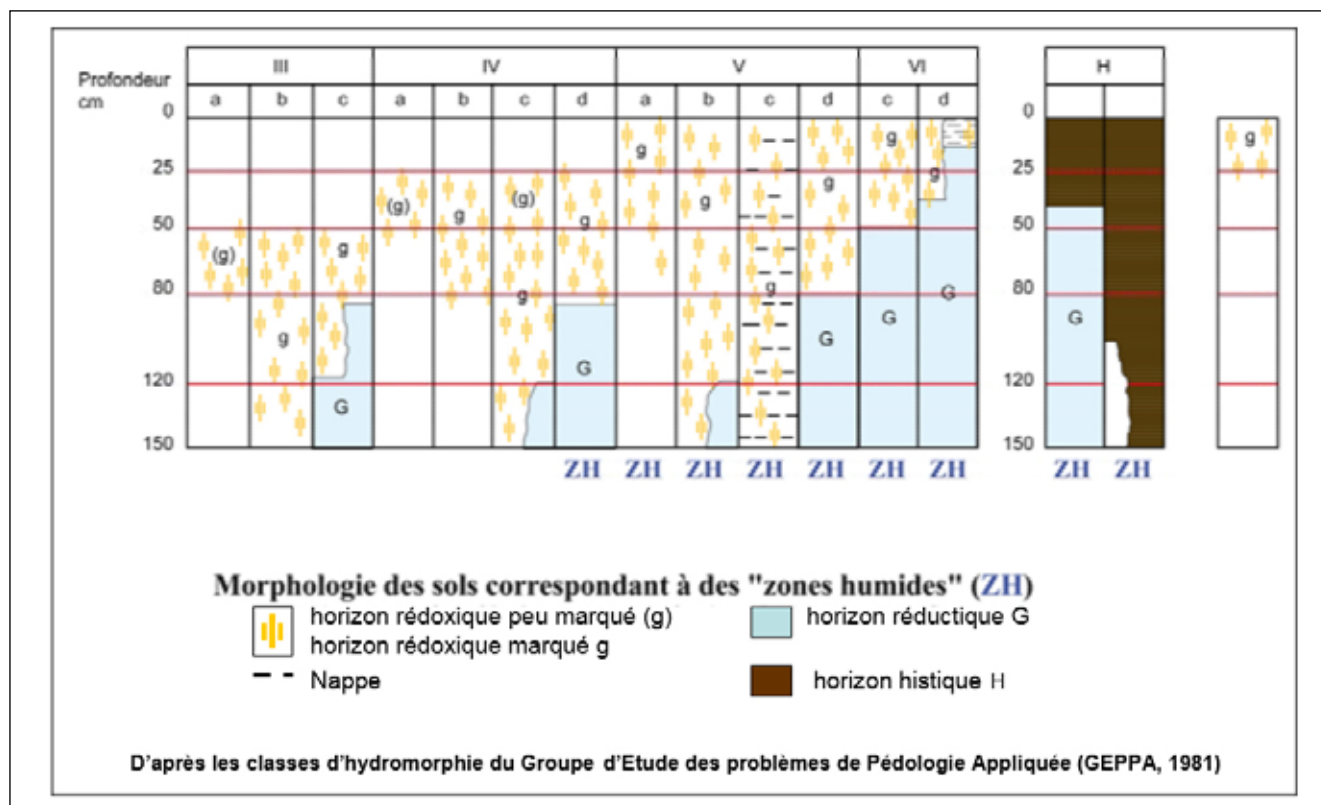 III IV V VI H
Profondeur
cm
a b c a b c d a b c d c d
0 0
g g g g
25 25
(g) (g) g
(g) g g g g
50 50
(g) g
80 g g 80
g G G G
G G
120 120
G
150 150
ZH ZH ZH ZH ZH ZH ZH ZH ZH
Morphologie des sols correspondant à des "zones humides" (ZH)
horizon rédoxique peu marqué (g) horizon réductique G
horizon rédoxique marqué g
Nappe horizon histique H
D'après les classes d'hydromorphie du Groupe d'Etude des problèmes de Pédologie Appliquée (GEPPA, 1981)